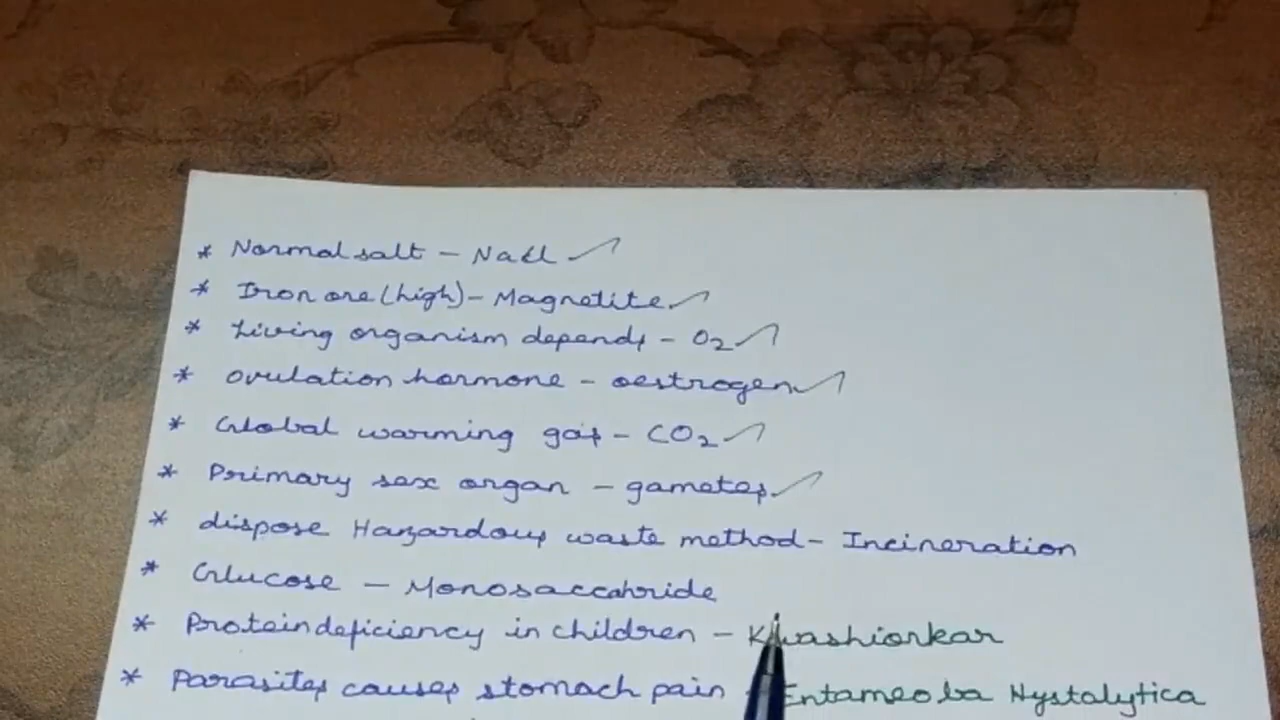 * Normal salt - Nacl
* Iron ore (high) - Magnetite
* Living organism depends - O2
* Ovulation hormone - oestrogen
* Global warming gas - CO2
* Primary sex organ - gametes
* dispose Hazardous waste method - Incineration
* Glucose - Monosaccahride
* Protein deficiency in children - Kwashiorkar
* Parasites causes stomach pain - Entameoba Hystalytica